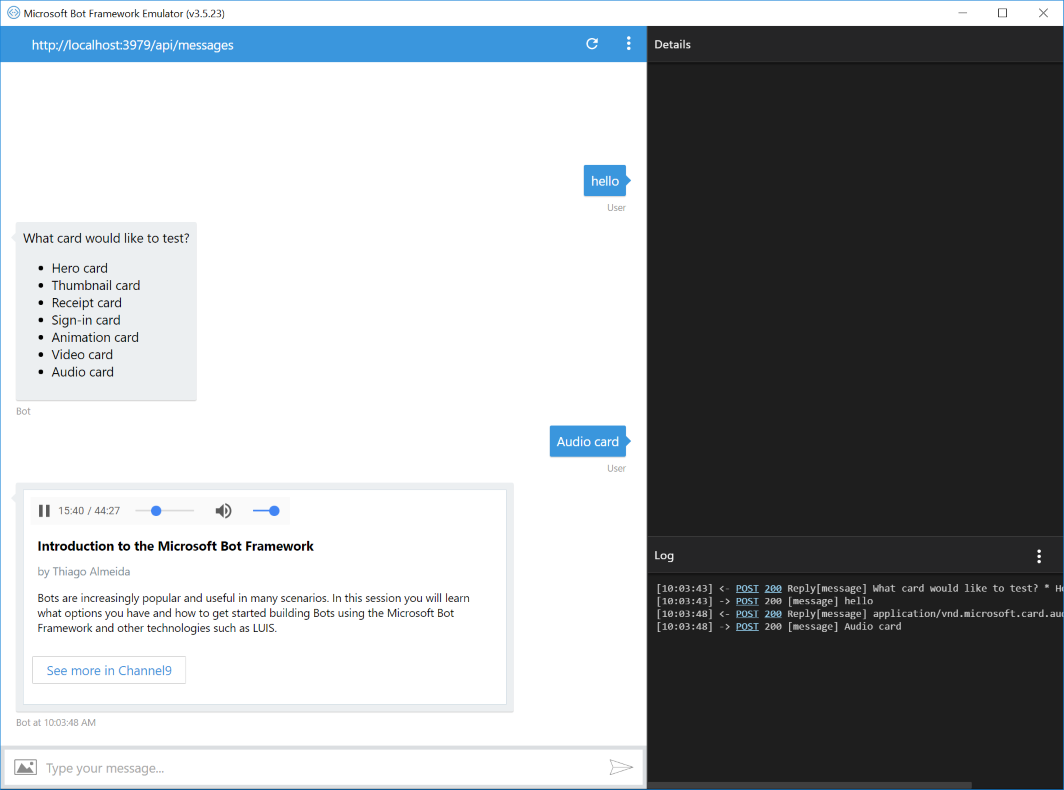 Microsoft Bot Framework Emulator (v3.5.23)
http://localhost:3979/api/messages
hello
User
What card would like to test?
• Hero card
• Thumbnail card
• Receipt card
• Sign-in card
• Animation card
• Video card
• Audio card
Bot
Audio card
User
15:40 / 44:27
Introduction to the Microsoft Bot Framework
by Thiago Almeida
Bots are increasingly popular and useful in many scenarios. In this session you will learn
what options you have and how to get started building Bots using the Microsoft Bot
Framework and other technologies such as LUIS.
See more in Channel9
Bot at 10:03:48 AM
Type your message...
Details
Log
[10:03:43] <- POST 200 Reply[message] What card would like to test? * He
[10:03:43] -> POST 200 [message] hello
[10:03:48] <- POST 200 Reply[message] application/vnd.microsoft.card.au
[10:03:48] -> POST 200 [message] Audio card